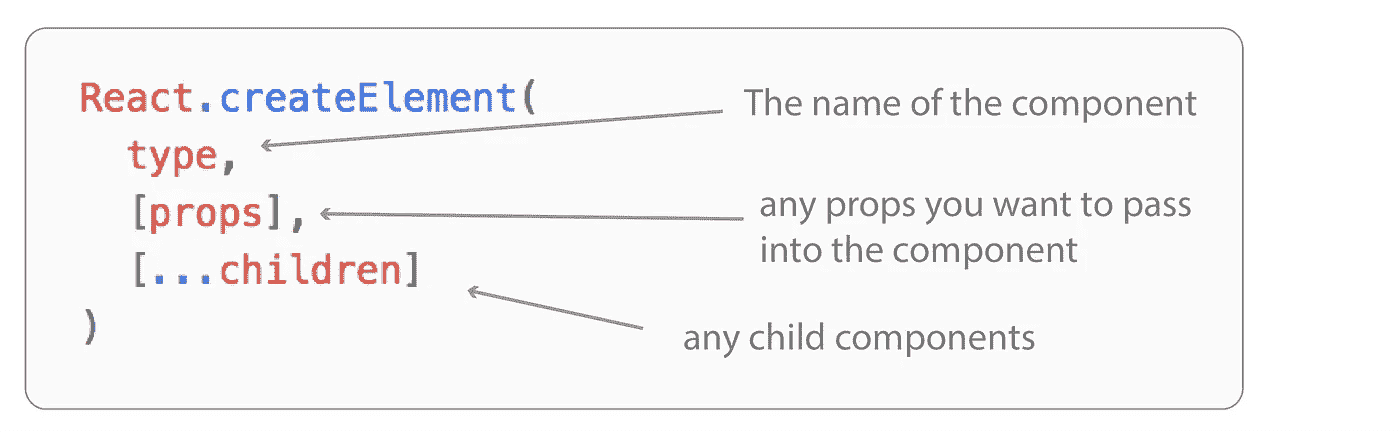 React.createElement(
The name of the component
type,
[props],
any props you want to pass
into the component
[...children]
any child components
)